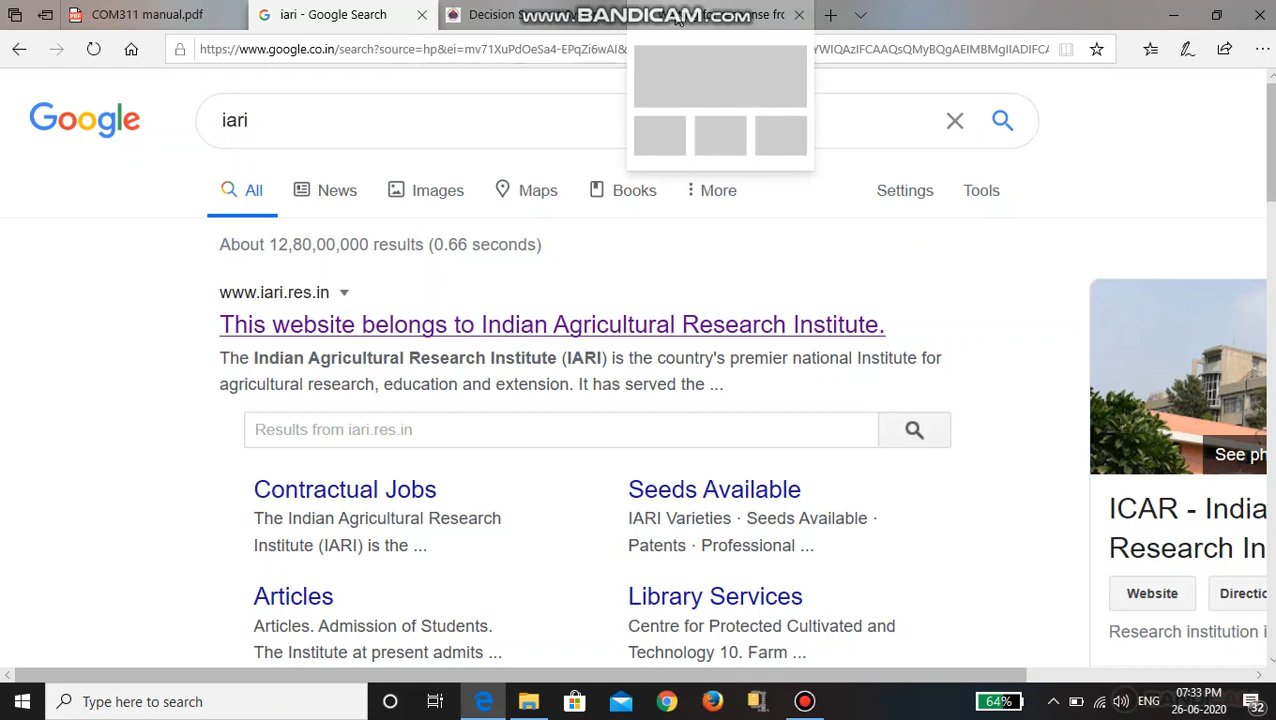 COM311 manual.pdf
iari - Google Search
Decision S
www.BANDICAM.com
nse fro
https://www.google.co.in/search?source=hp&ei=mv71XuPdOeSa4-EPqZi6wAI&
Google
iari
All
News
Images
Maps
Books
More
Settings
Tools
About 12,80,00,000 results (0.66 seconds)
www.iari.res.in
This website belongs to Indian Agricultural Research Institute.
The Indian Agricultural Research Institute (IARI) is the country's premier national Institute for
agricultural research, education and extension. It has served the ...
Results from iari.res.in
Contractual Jobs
The Indian Agricultural Research
Institute (IARI) is the ...
Seeds Available
IARI Varieties · Seeds Available ·
Patents · Professional ...
Articles
Articles. Admission of Students.
The Institute at present admits ...
Library Services
Centre for Protected Cultivated and
Technology 10. Farm ...
See ph
ICAR - India
Research In
Website
Directio
Research institution i
Type here to search
64%
07:33 PM
26-06-2020
32